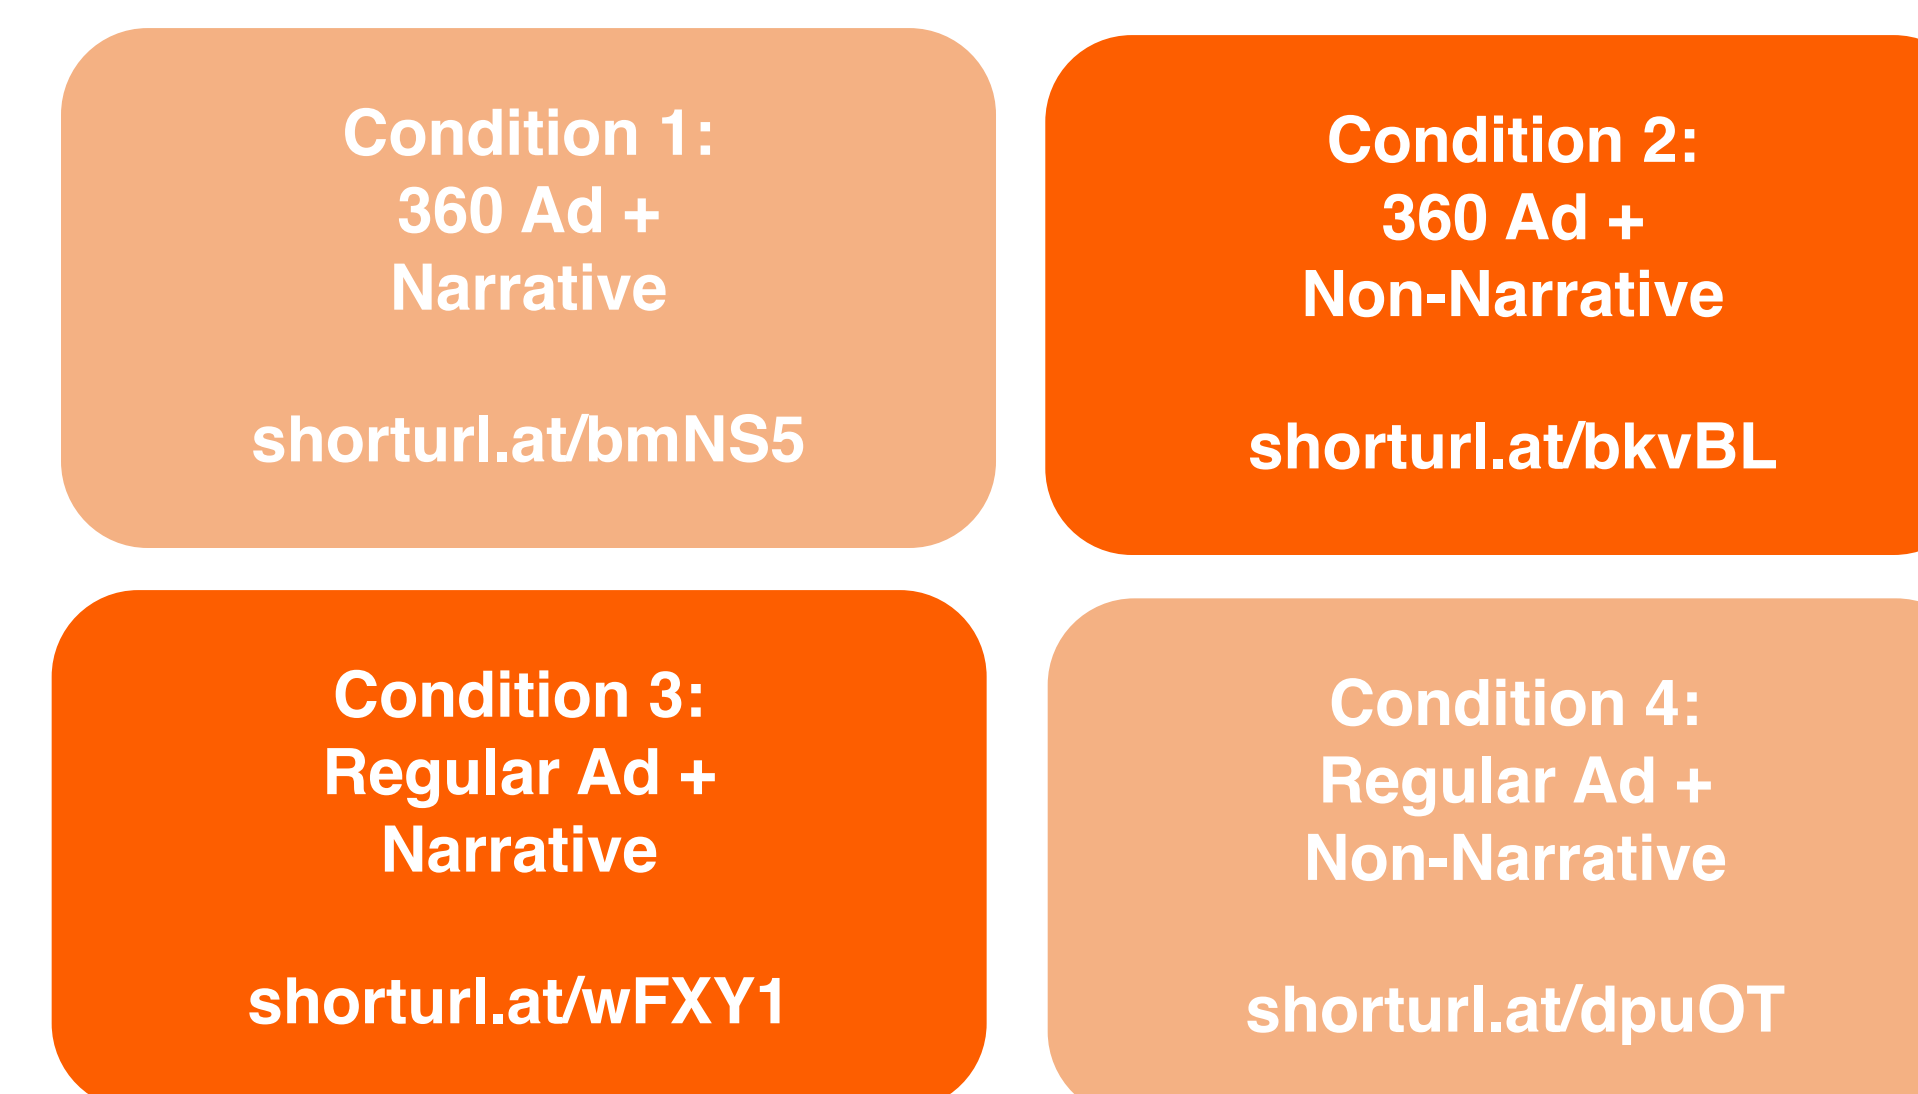 Condition 1:
360 Ad +
Narrative
shorturl.at/bmNS5
Condition 2:
360 Ad +
Non-Narrative
shorturl.at/bkvBL
Condition 3:
Regular Ad +
Narrative
shorturl.at/wFXY1
Condition 4:
Regular Ad +
Non-Narrative
shorturl.at/dpuOT